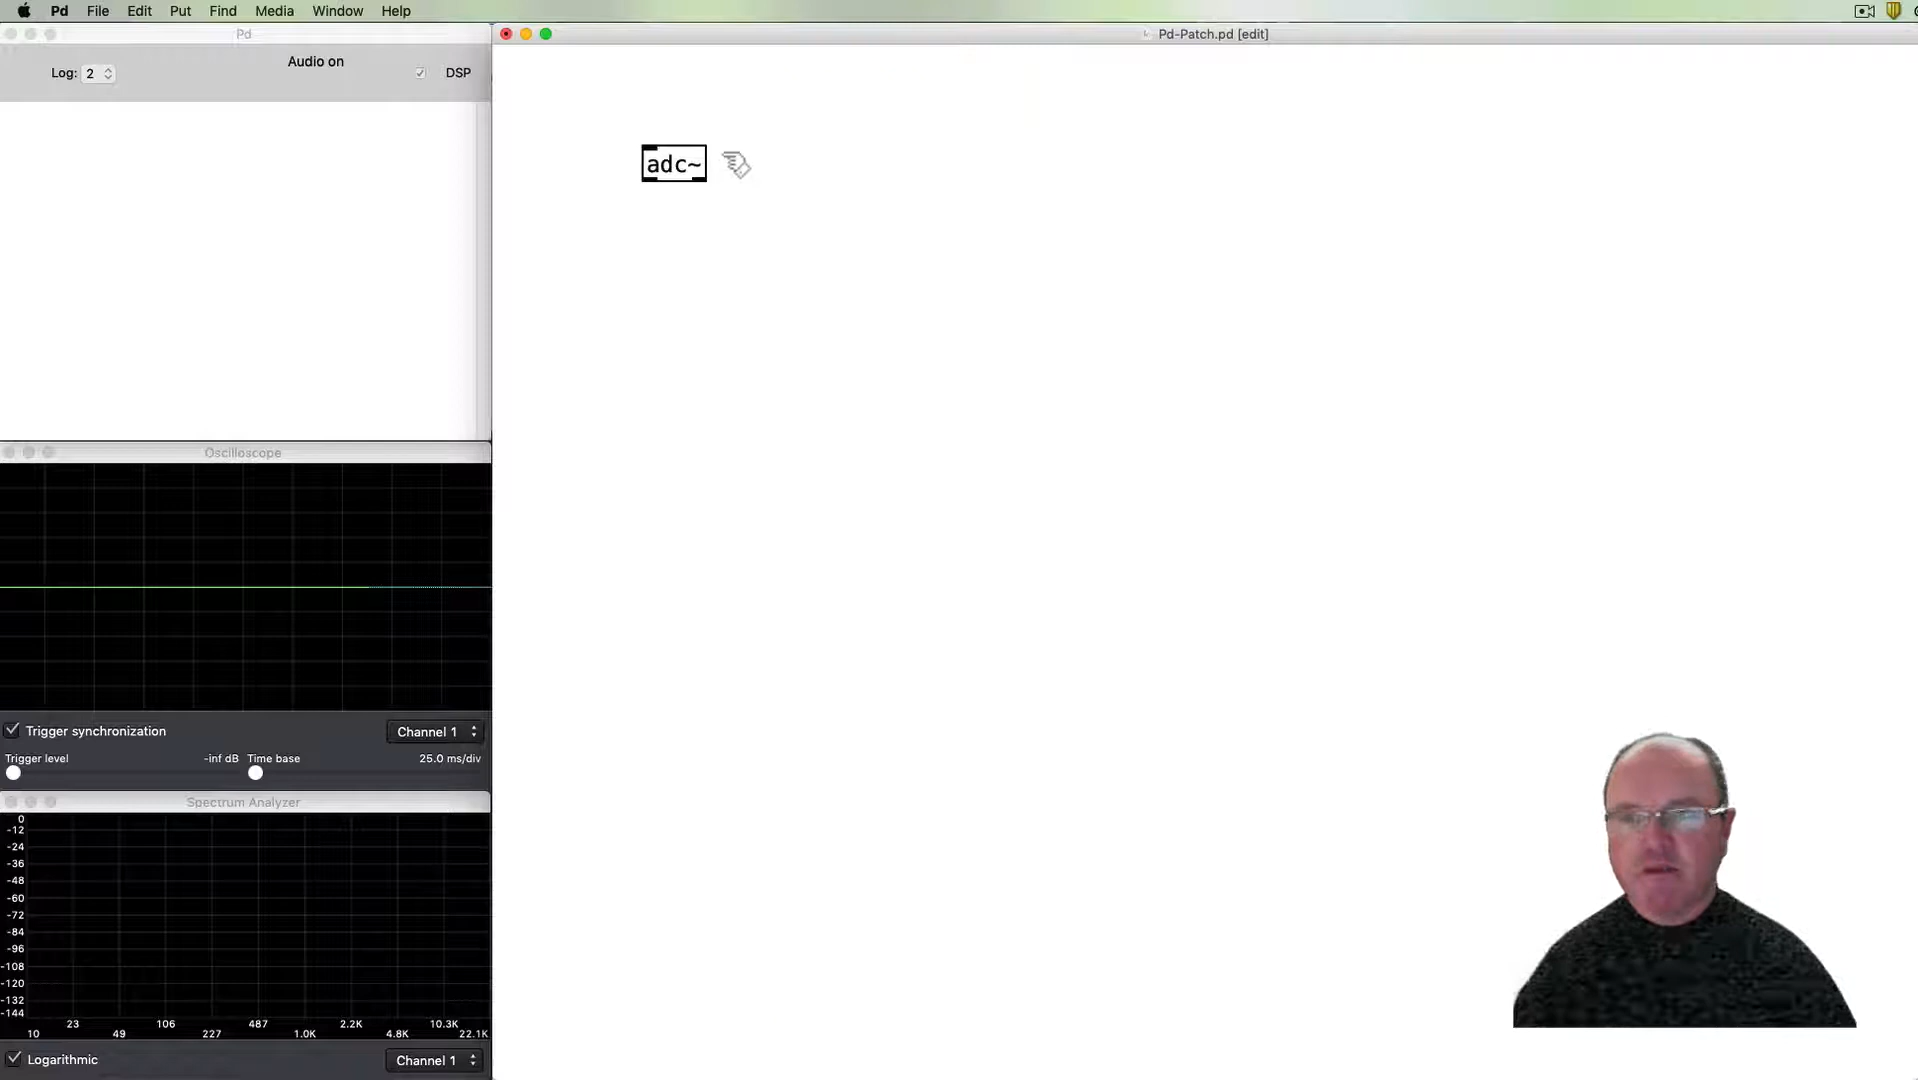 Pd File Edit Put Find Media Window Help
Pd
Audio on
Log: 2
DSP
Pd-Patch.pd [edit]
adc~
Oscilloscope
Trigger synchronization
Channel 1
Trigger level
-inf dB
Time base
25.0 ms/div
Spectrum Analyzer
0
-12
-24
-36
-48
-60
-72
-84
-96
-108
-120
-132
-144
23 106 487 2.2K 10.3K
10 49 227 1.0K 4.8K 22.1K
Logarithmic
Channel 1